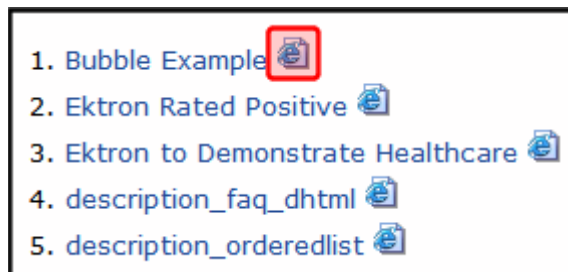 1. Bubble Example
2. Ektron Rated Positive
3. Ektron to Demonstrate Healthcare
4. description_faq_dhtml
5. description_orderedlist